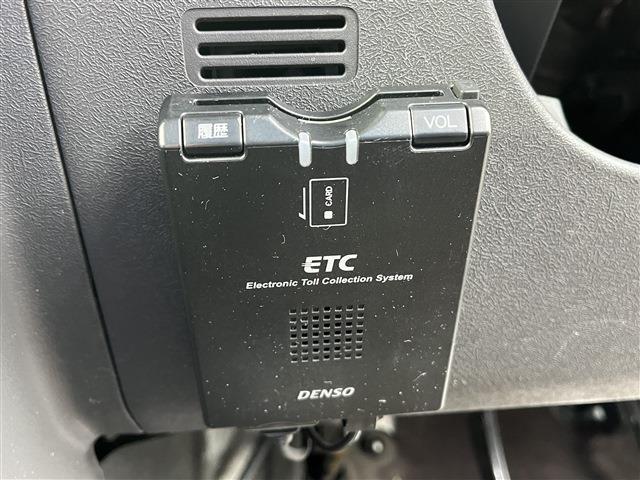 履歴
VOL
CARD
ETC
Electronic Toll Collection System
DENSO